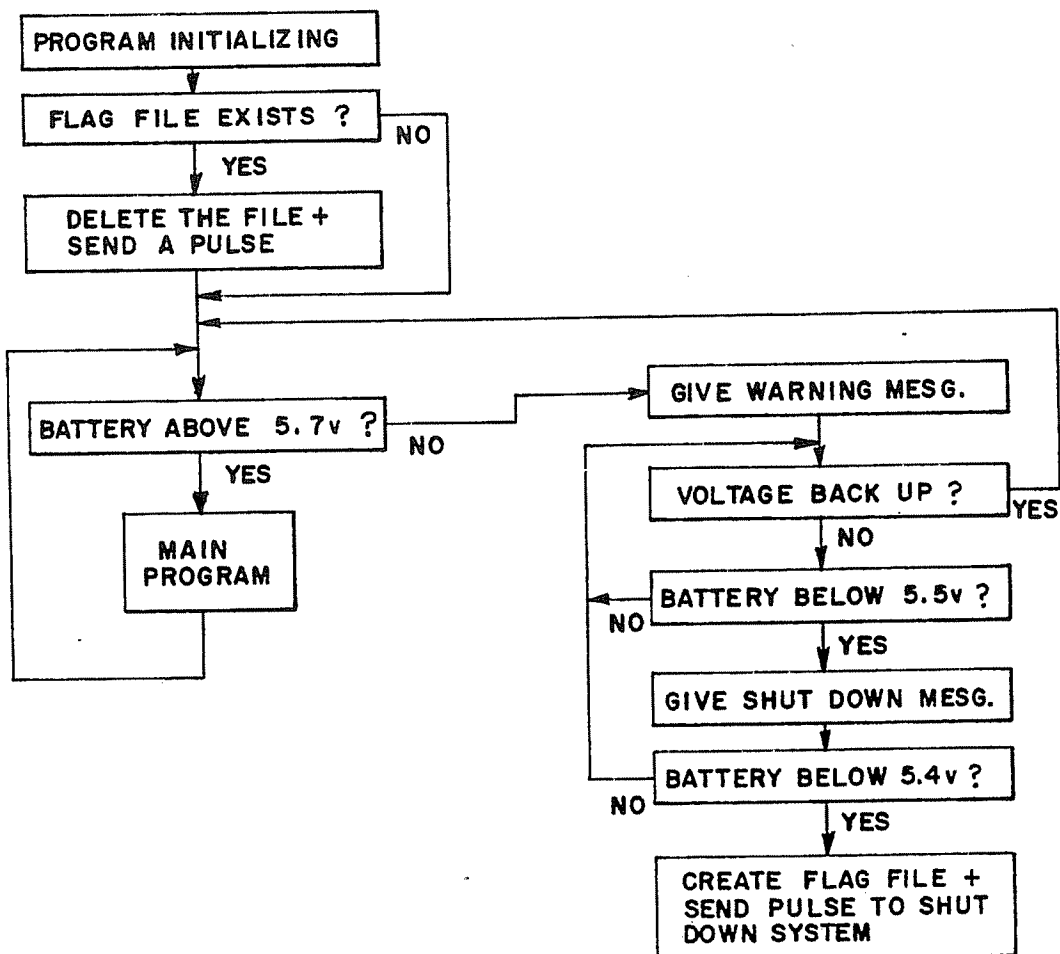 PROGRAM INITIALIZING
FLAG FILE EXISTS ?
NO
YES
DELETE THE FILE +
SEND A PULSE
BATTERY ABOVE 5.7v ?
NO
YES
MAIN
PROGRAM
GIVE WARNING MESG.
VOLTAGE BACK UP ?
YES
NO
BATTERY BELOW 5.5v ?
NO
YES
GIVE SHUT DOWN MESG.
BATTERY BELOW 5.4v ?
NO
YES
CREATE FLAG FILE +
SEND PULSE TO SHUT
DOWN SYSTEM